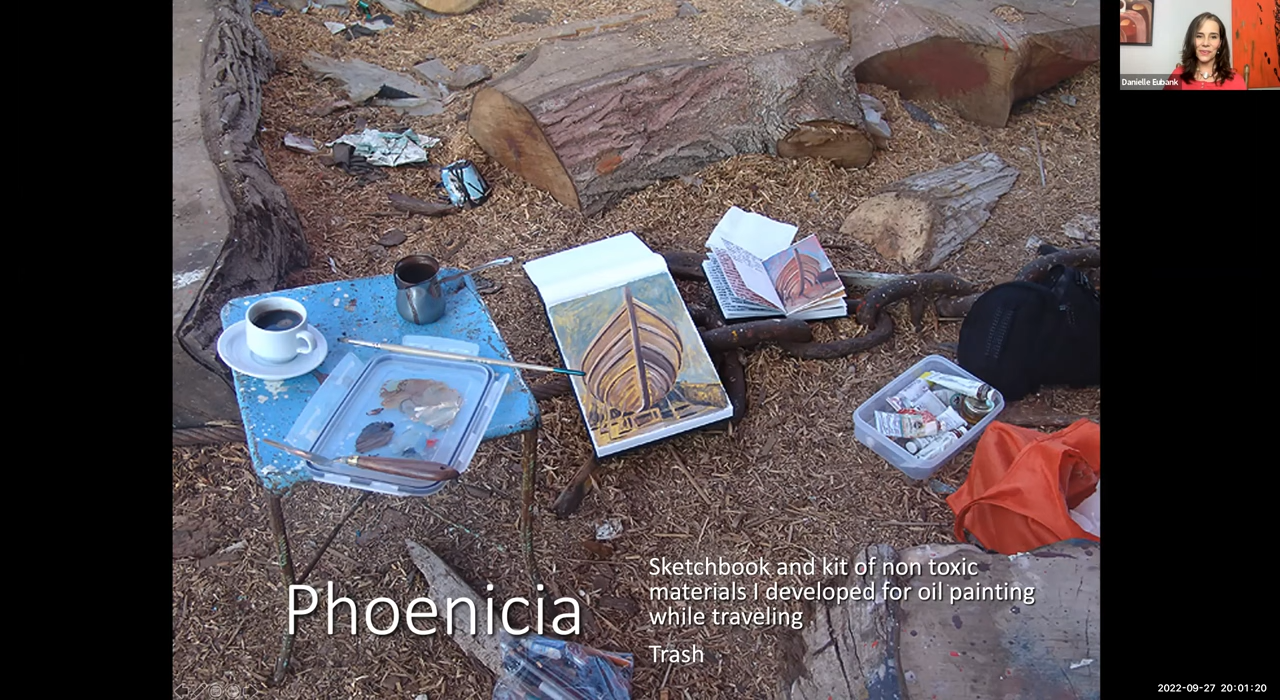 Danielle Eubank
Phoenicia
Sketchbook and kit of non toxic
materials I developed for oil painting
while traveling
Trash
2022-09-27 20:01:20